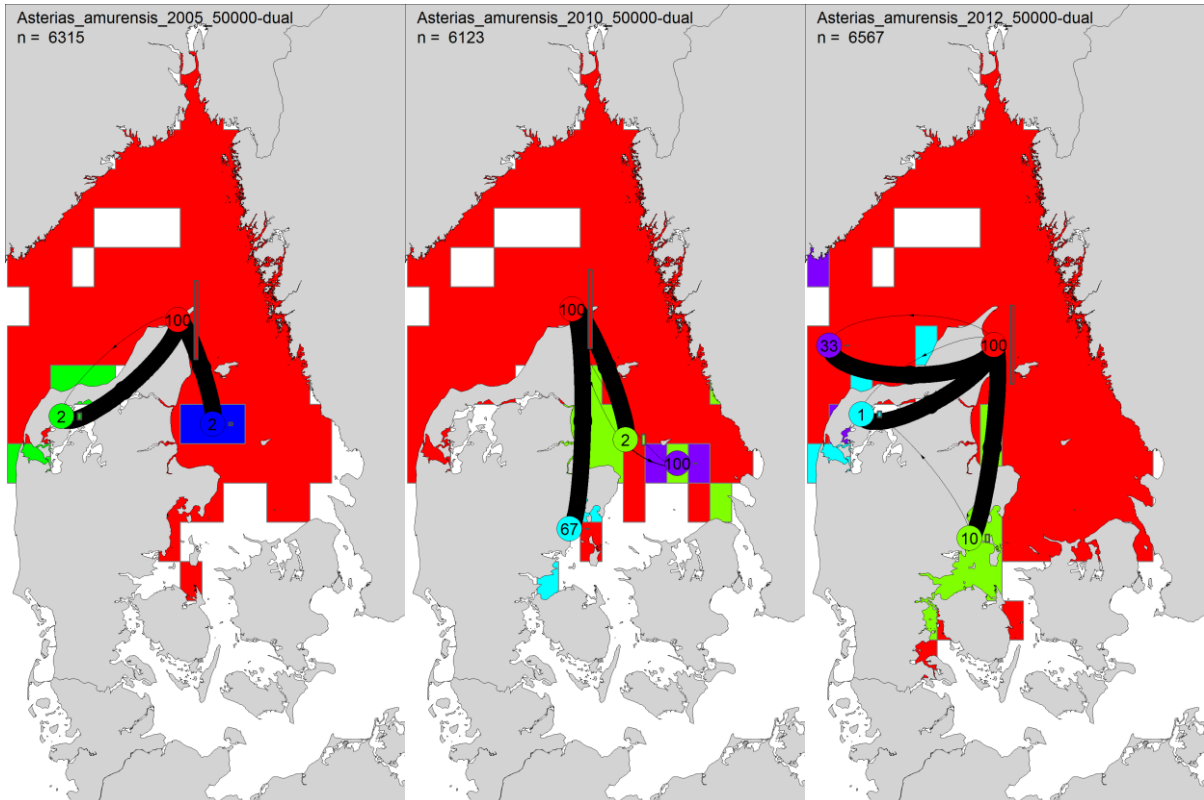 Asterias_amurensis_2005_50000-dual
n = 6315
100
2
2
Asterias_amurensis_2010_50000-dual
n = 6123
100
2
100
67
Asterias_amurensis_2012_50000-dual
n = 6567
33
100
1
10